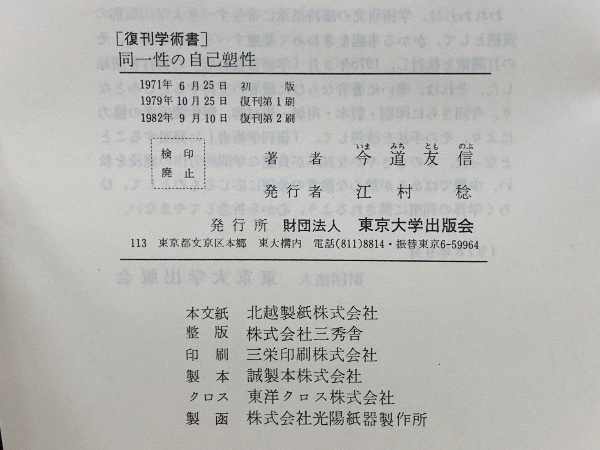 ［復刊学術書］
同一性の自己塑性
1971年 6月25日 初版
1979年10月25日 復刊第1刷
1982年 9月10日 復刊第2刷
検印
廃止
いま みち とも のぶ
著者 今道友信
発行者 江村稔
発行所 財団法人 東京大学出版会
113 東京都文京区本郷 東大構内 電話(811)8814・振替東京6-59964
本文紙 北越製紙株式会社
整版 株式会社三秀舎
印刷 三栄印刷株式会社
製本 誠製本株式会社
クロス 東洋クロス株式会社
製函 株式会社光陽紙器製作所